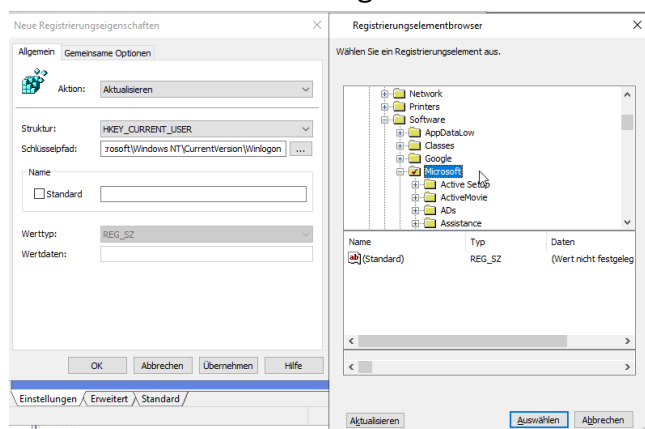 Neue Registrierungseigenschaften
Allgemein Gemeinsame Optionen
Aktion: Aktualisieren
Struktur: HKEY_CURRENT_USER
Schlüsselpfad: :rosoft\Windows NT\CurrentVersion\Winlogon ...
Name
Standard
Werttyp: REG_SZ
Wertdaten:
OK Abbrechen Übernehmen Hilfe
Einstellungen Erweitert Standard
Registrierungselementbrowser
Wählen Sie ein Registrierungselement aus.
Network
Printers
Software
AppDataLow
Classes
Google
Microsoft
Active Setup
ActiveMovie
ADs
Assistance
Name Typ Daten
ab (Standard) REG_SZ (Wert nicht festgeleg
Aktualisieren Auswählen Abbrechen